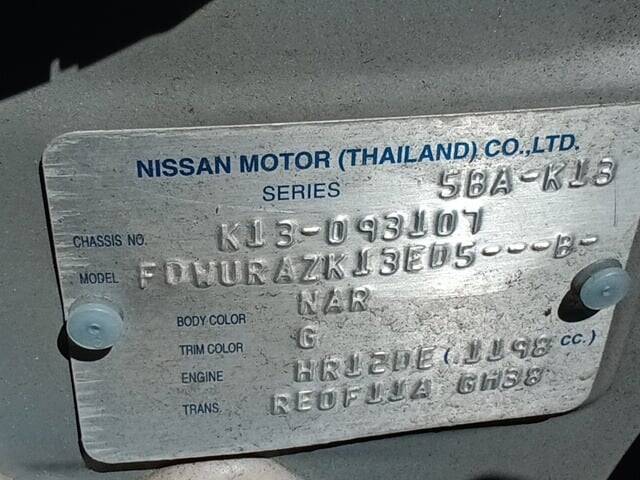 NISSAN MOTOR (THAILAND) CO.,LTD.
SERIES 5BA-K13
CHASSIS NO. K13-093107
MODEL FDWURAZK13ED5---B-
BODY COLOR NAR
TRIM COLOR G
ENGINE HR12DE (1198 CC.)
TRANS. RE0F11A GH38